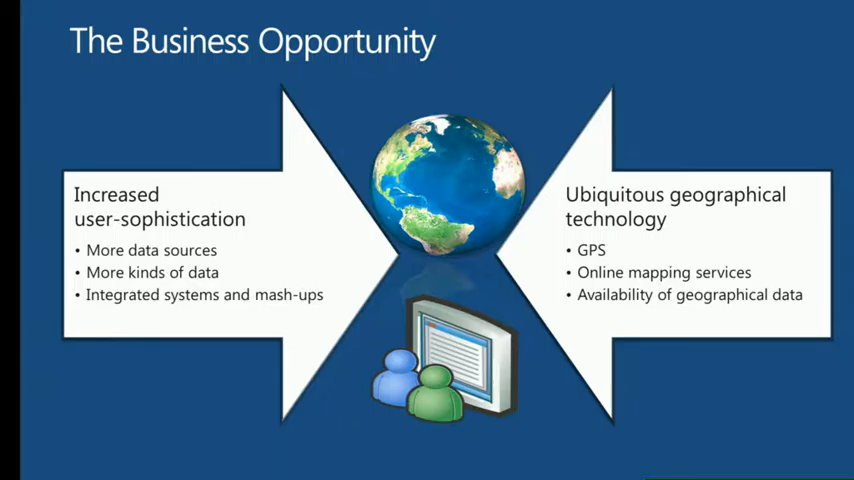 The Business Opportunity
Increased
user-sophistication
• More data sources
• More kinds of data
• Integrated systems and mash-ups
Ubiquitous geographical
technology
• GPS
• Online mapping services
• Availability of geographical data